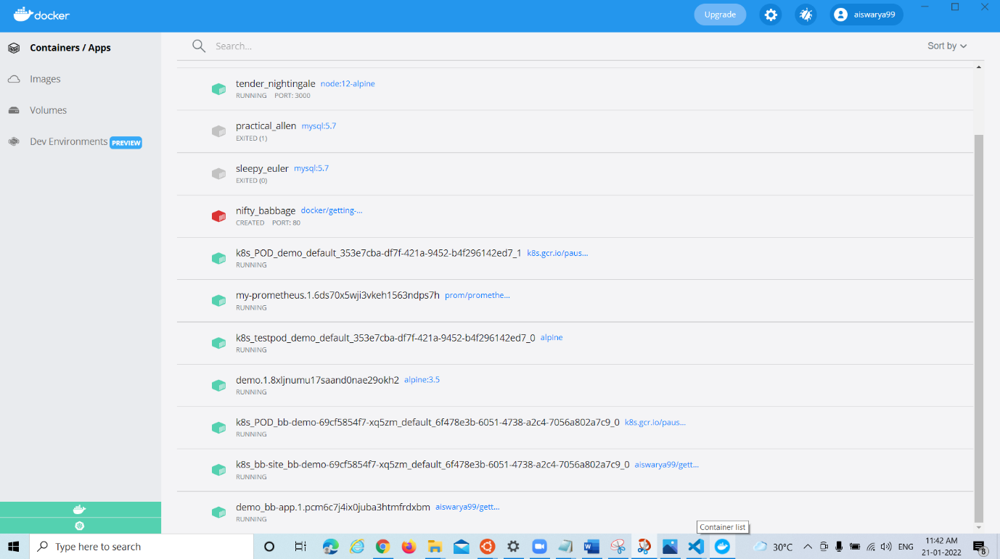 docker
Upgrade
aiswarya99
Containers / Apps
Images
Volumes
Dev Environments PREVIEW
Search...
Sort by
tender_nightingale node:12-alpine
RUNNING PORT: 3000
practical_allen mysql:5.7
EXITED (1)
sleepy_euler mysql:5.7
EXITED (0)
nifty_babbage docker/getting-...
CREATED PORT: 80
k8s_POD_demo_default_353e7cba-df7f-421a-9452-b4f296142ed7_1 k8s.gcr.io/paus...
RUNNING
my-prometheus.1.6ds70x5wji3vkeh1563ndps7h prom/promethe...
RUNNING
k8s_testpod_demo_default_353e7cba-df7f-421a-9452-b4f296142ed7_0 alpine
RUNNING
demo.1.8xljnumu17saand0nae29okh2 alpine:3.5
RUNNING
k8s_POD_bb-demo-69cf5854f7-xq5zm_default_6f478e3b-6051-4738-a2c4-7056a802a7c9_0 k8s.gcr.io/paus...
RUNNING
k8s_bb-site_bb-demo-69cf5854f7-xq5zm_default_6f478e3b-6051-4738-a2c4-7056a802a7c9_0 aiswarya99/gett...
RUNNING
demo_bb-app.1.pcm6c7j4ix0juba3htmfrdxbm aiswarya99/gett...
RUNNING
Container list
Type here to search
30°C
ENG
11:42 AM
21-01-2022
8